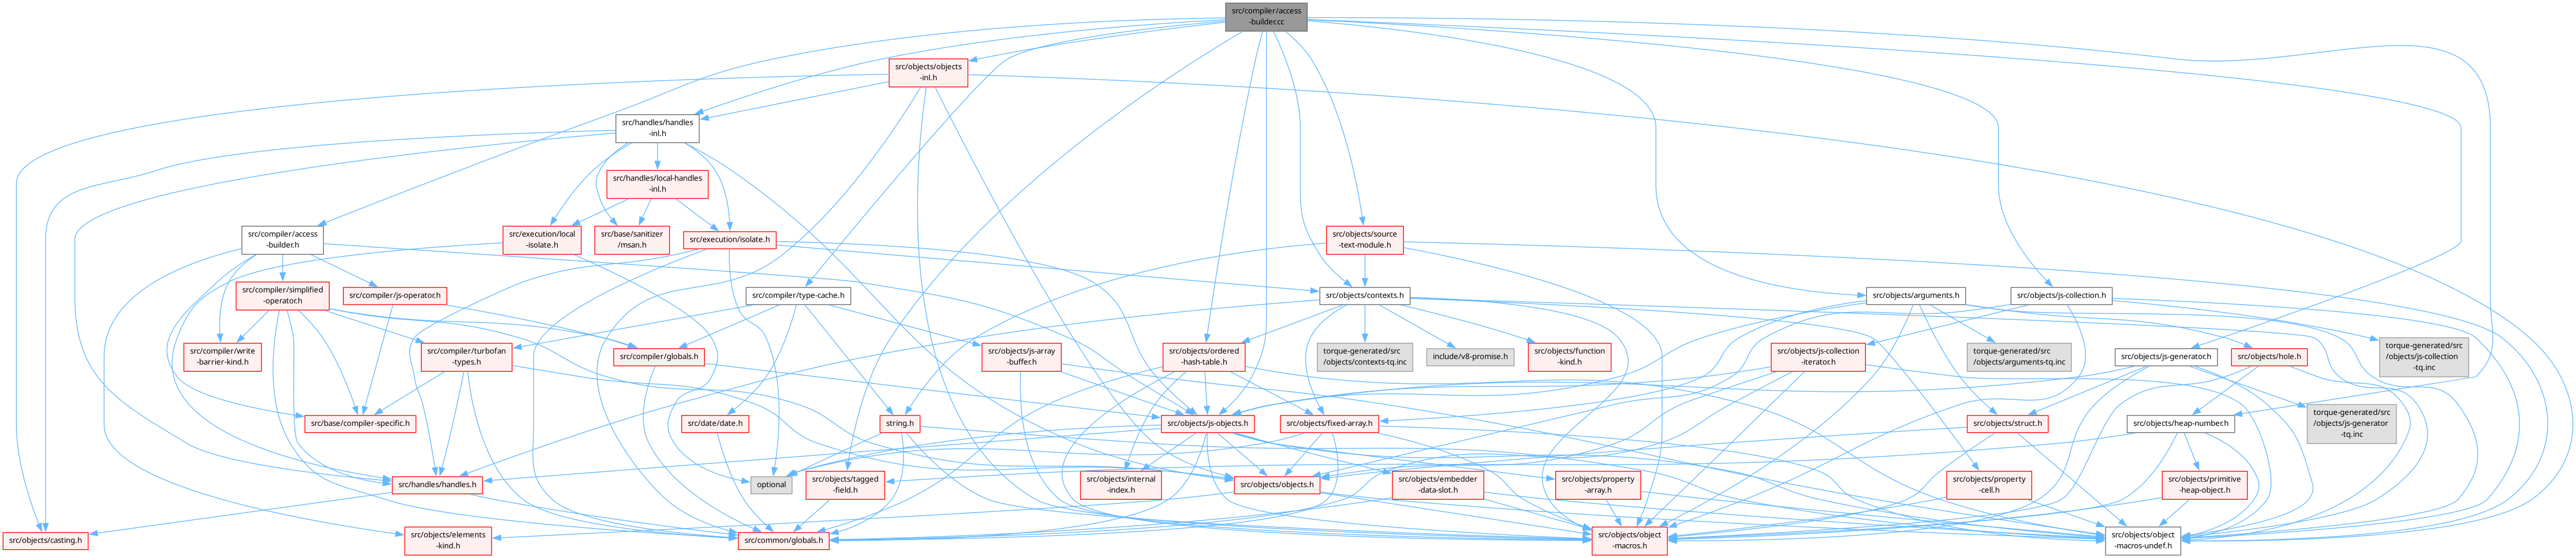 src/compiler/access
-builder.cc
src/objects/objects
-inl.h
src/handles/handles
-inl.h
src/handles/local-handles
-inl.h
src/compiler/access
-builder.h
src/execution/local
-isolate.h
src/base/sanitizer
/msan.h
src/execution/isolate.h
src/objects/source
-text-module.h
src/compiler/simplified
-operator.h
src/compiler/js-operator.h
src/compiler/type-cache.h
src/objects/contexts.h
src/objects/arguments.h
src/objects/js-collection.h
src/compiler/write
-barrier-kind.h
src/compiler/turbofan
-types.h
src/compiler/globals.h
src/objects/js-array
-buffer.h
src/objects/ordered
-hash-table.h
torque-generated/src
/objects/contexts-tq.inc
include/v8-promise.h
src/objects/function
-kind.h
src/objects/js-collection
-iterator.h
torque-generated/src
/objects/arguments-tq.inc
src/objects/js-generator.h
src/objects/hole.h
torque-generated/src
/objects/js-collection
-tq.inc
src/base/compiler-specific.h
src/date/date.h
string.h
src/objects/js-objects.h
src/objects/fixed-array.h
src/objects/struct.h
src/objects/heap-number.h
torque-generated/src
/objects/js-generator
-tq.inc
src/handles/handles.h
optional
src/objects/tagged
-field.h
src/objects/internal
-index.h
src/objects/objects.h
src/objects/embedder
-data-slot.h
src/objects/property
-array.h
src/objects/property
-cell.h
src/objects/primitive
-heap-object.h
src/objects/casting.h
src/objects/elements
-kind.h
src/common/globals.h
src/objects/object
-macros.h
src/objects/object
-macros-undef.h